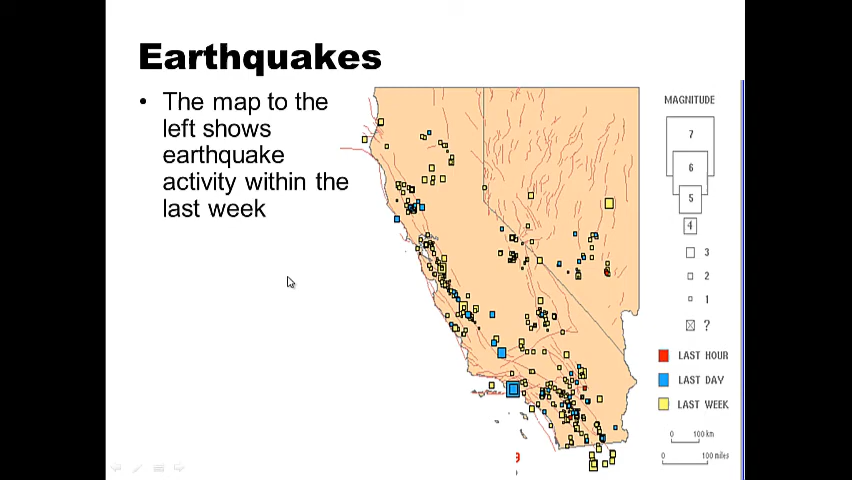 Earthquakes
• The map to the
left shows
earthquake
activity within the
last week
MAGNITUDE
7
6
5
4
3
2
1
?
LAST HOUR
LAST DAY
LAST WEEK
0 100 km
0 100 miles